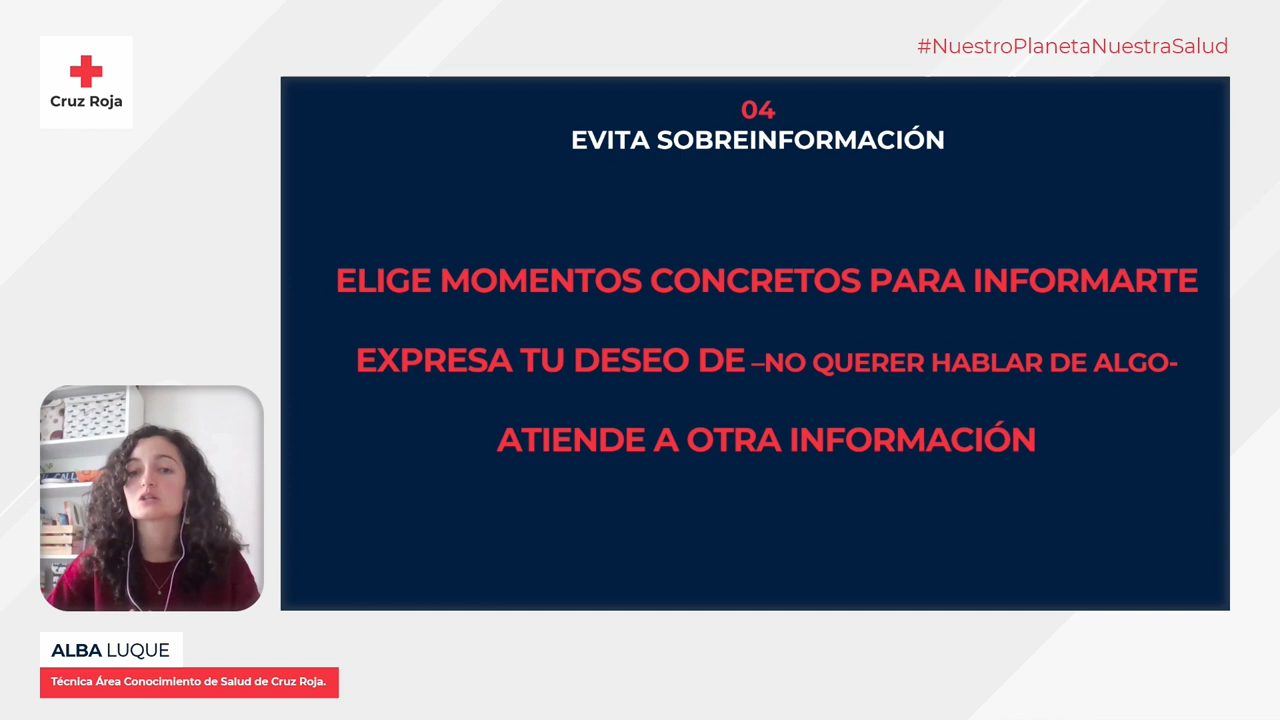 Cruz Roja
#NuestroPlanetaNuestraSalud
04
EVITA SOBREINFORMACIÓN
ELIGE MOMENTOS CONCRETOS PARA INFORMARTE
EXPRESA TU DESEO DE –NO QUERER HABLAR DE ALGO-
ATIENDE A OTRA INFORMACIÓN
ALBA LUQUE
Técnica Área Conocimiento de Salud de Cruz Roja.